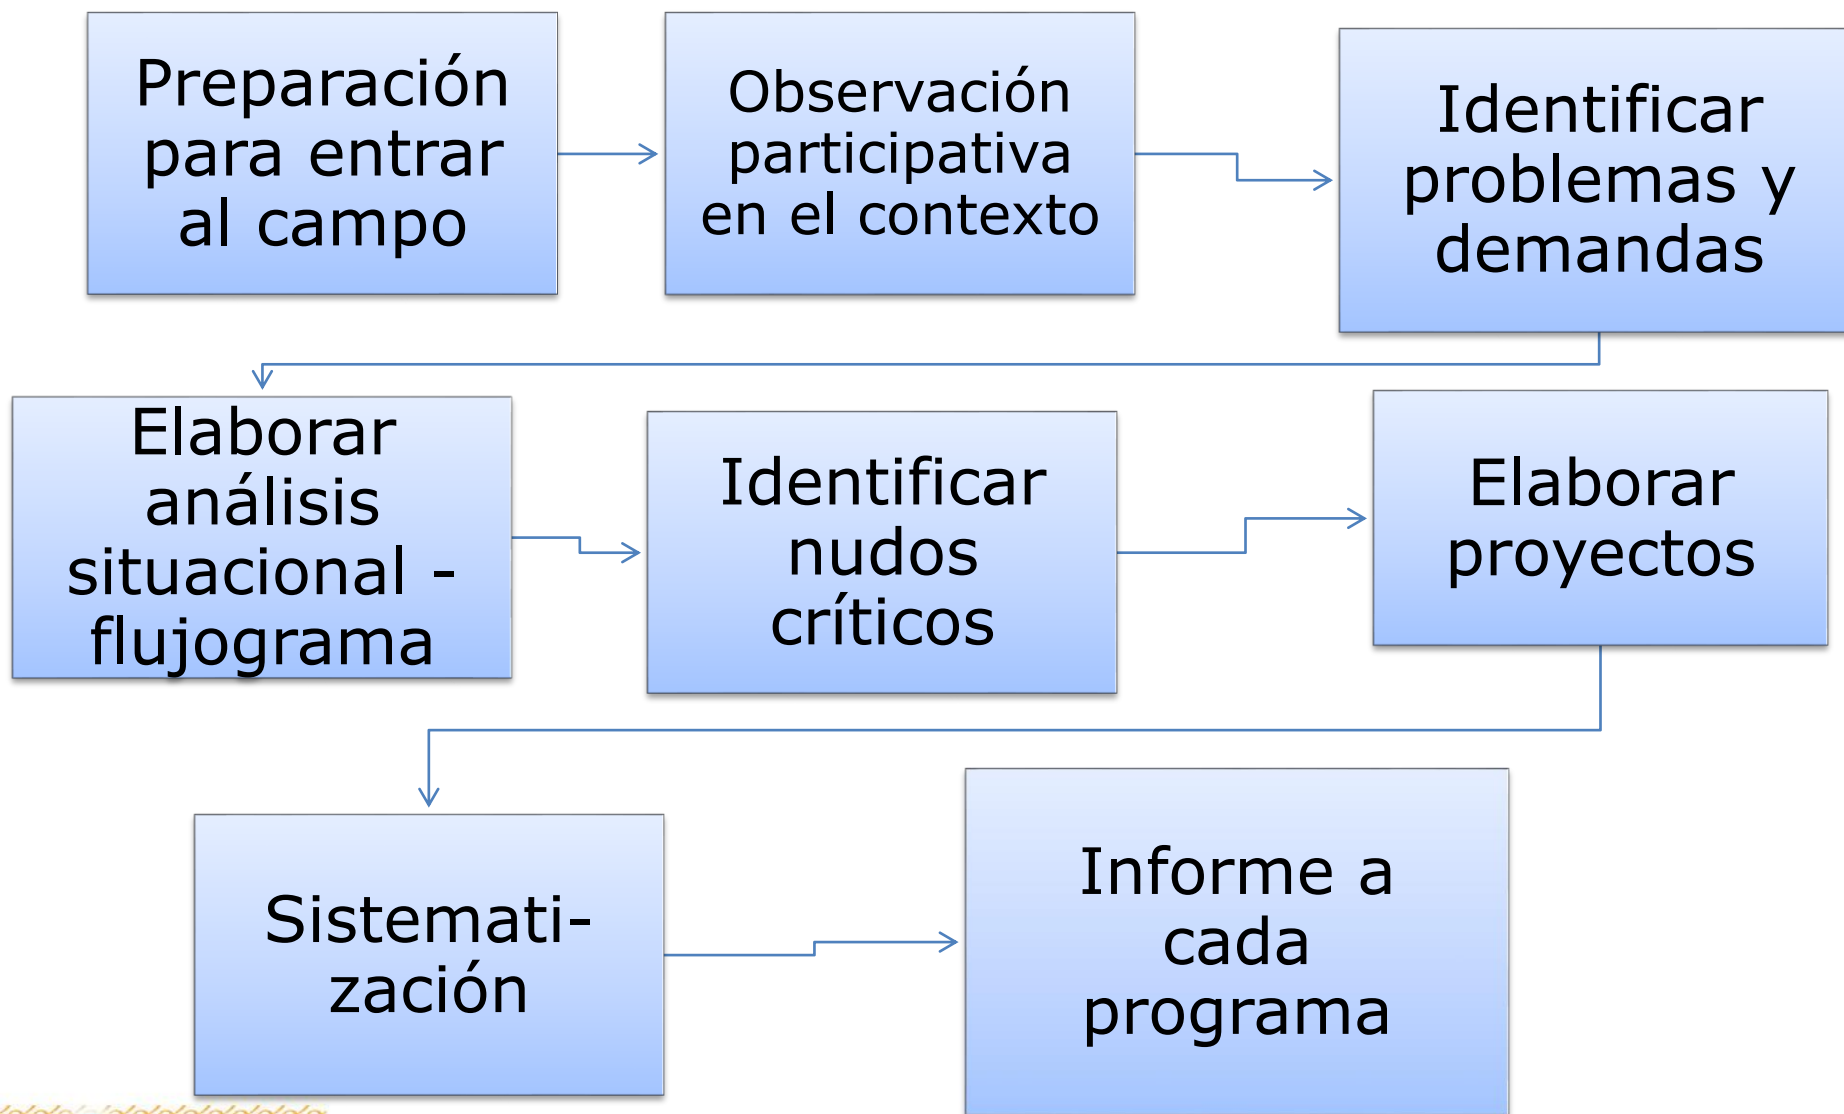 Preparación
para entrar
al campo
Observación
participativa
en el contexto
Identificar
problemas y
demandas
Elaborar
análisis
situacional -
flujograma
Identificar
nudos
críticos
Elaborar
proyectos
Sistemati-
zación
Informe a
cada
programa